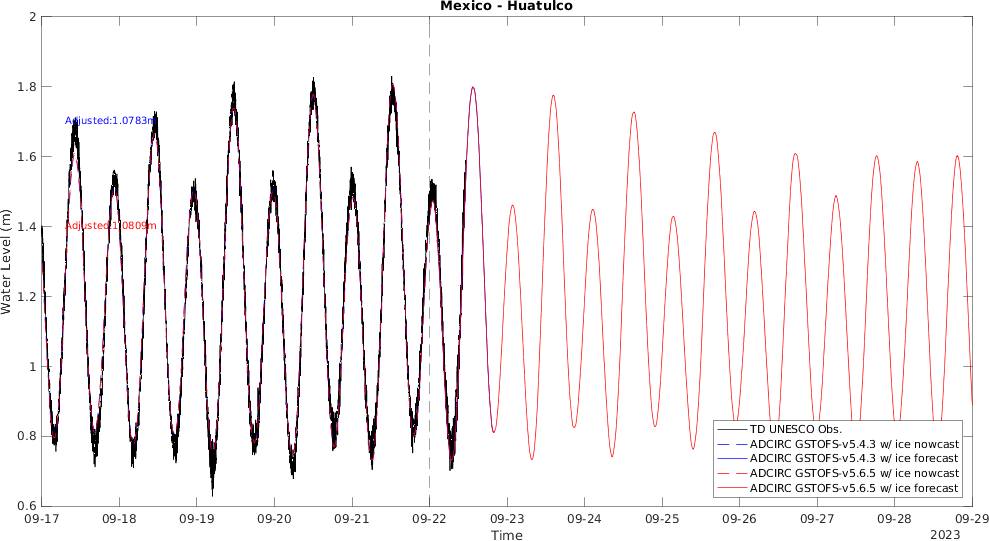 Mexico - Huatulco
2
1.8
1.6
1.4
1.2
1
0.8
0.6
Water Level (m)
Adjusted:1.0783m
Adjusted:1.0809m
TD UNESCO Obs.
ADCIRC GSTOFS-v5.4.3 w/ ice nowcast
ADCIRC GSTOFS-v5.4.3 w/ ice forecast
ADCIRC GSTOFS-v5.6.5 w/ ice nowcast
ADCIRC GSTOFS-v5.6.5 w/ ice forecast
09-17 09-18 09-19 09-20 09-21 09-22 09-23 09-24 09-25 09-26 09-27 09-28 09-29
Time
2023